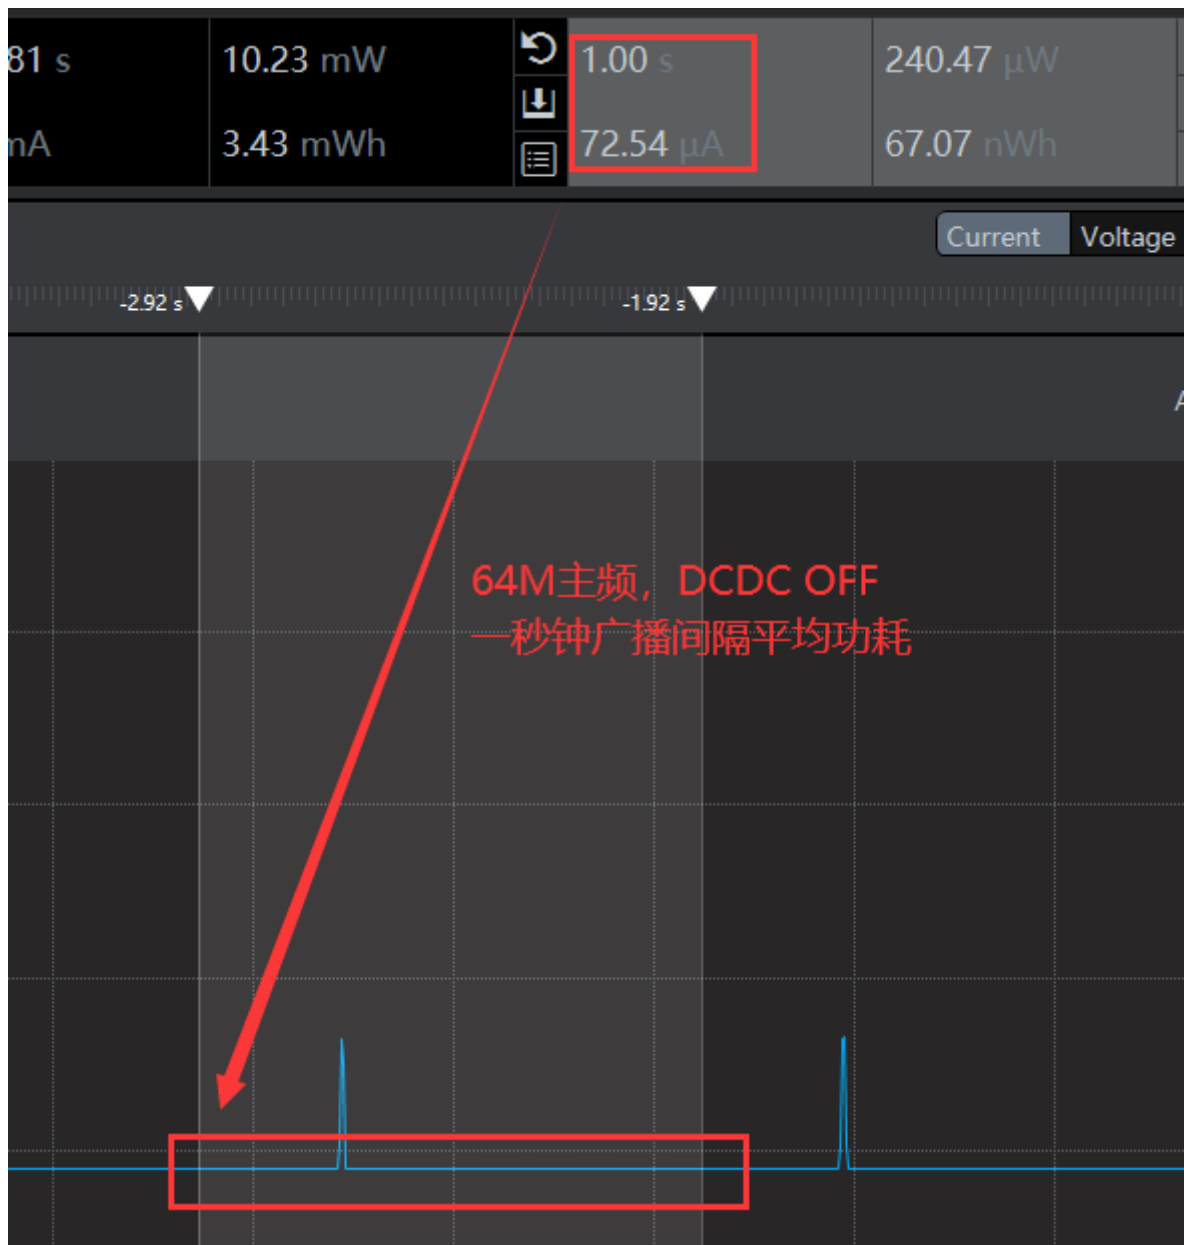 81 s
10.23 mW
1.00 s
240.47 µW
mA
3.43 mWh
72.54 µA
67.07 nWh
Current
Voltage
-2.92 s
-1.92 s
64M主频，DCDC OFF
一秒钟广播间隔平均功耗